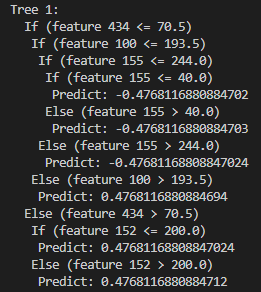 Tree 1:
If (feature 434 <= 70.5)
If (feature 100 <= 193.5)
If (feature 155 <= 244.0)
If (feature 155 <= 40.0)
Predict: -0.4768116880884702
Else (feature 155 > 40.0)
Predict: -0.4768116880884703
Else (feature 155 > 244.0)
Predict: -0.47681168808847024
Else (feature 100 > 193.5)
Predict: 0.4768116880884694
Else (feature 434 > 70.5)
If (feature 152 <= 200.0)
Predict: 0.47681168808847024
Else (feature 152 > 200.0)
Predict: 0.4768116880884712